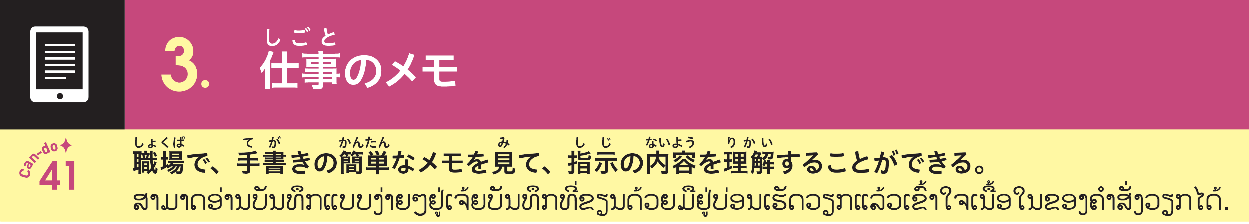 しごと
3. 仕事のメモ
Can-do
41
しょくば てが かんたん み しじ ないよう りかい
職場で、手書きの簡単なメモを見て、指示の内容を理解することができる。
ສາມາດອ່ານບັນທຶກແບບງ່າຍໆຢູ່ເຈ້ຍບັນທຶກທີ່ຂຽນດ້ວຍມືຢູ່ບ່ອນເຮັດວຽກແລ້ວເຂົ້າໃຈເນື້ອໃນຂອງຄຳສັ່ງວຽກໄດ້.